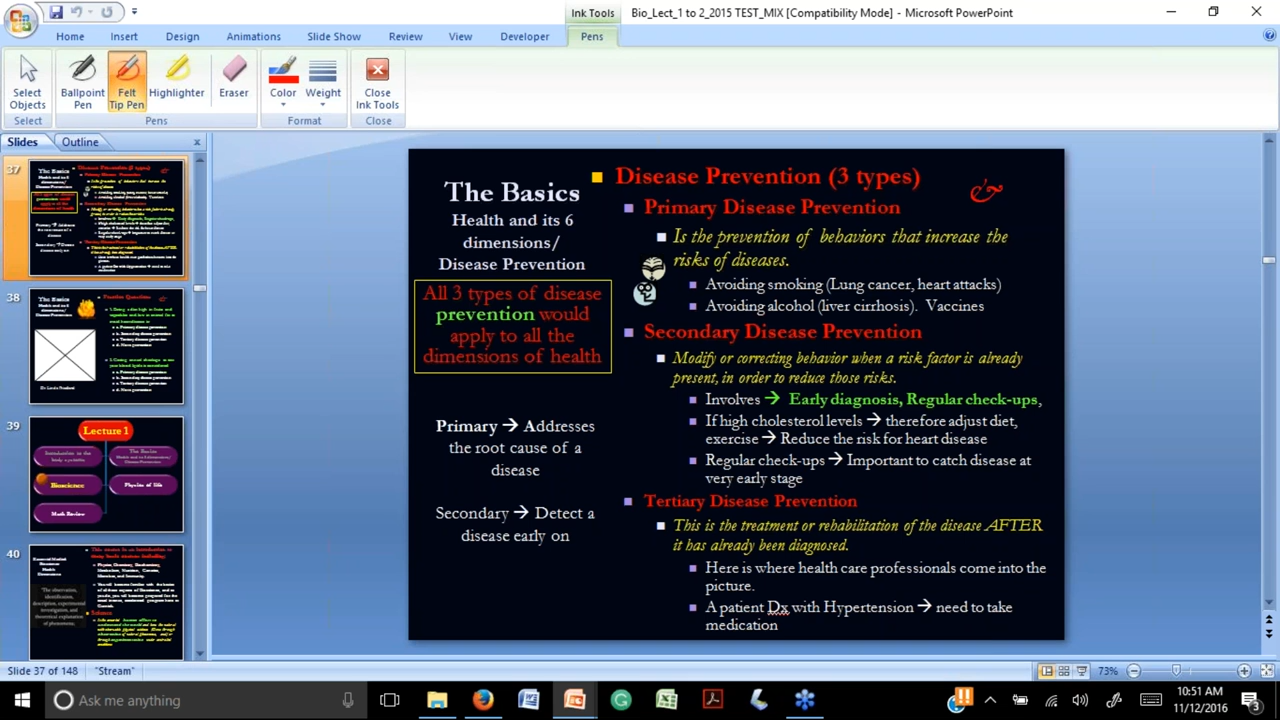 Ink Tools
Bio_Lect_1 to 2_2015 TEST_MIX [Compatibility Mode] - Microsoft PowerPoint
Home Insert Design Animations Slide Show Review View Developer Pens
Select Objects
Ballpoint Pen
Felt Tip Pen
Highlighter
Eraser
Color
Weight
Close Ink Tools
Select Pens Format Close
Slides Outline
37
38
39
Lecture 1
Bioscience
Physics of life
Math Review
40
The Basics
Health and its 6
dimensions/
Disease Prevention
All 3 types of disease
prevention would
apply to all the
dimensions of health
Primary → Addresses
the root cause of a
disease
Secondary → Detect a
disease early on
Disease Prevention (3 types)
Primary Disease Prevention
Is the prevention of behaviors that increase the
risks of diseases.
Avoiding smoking (Lung cancer, heart attacks)
Avoiding alcohol (liver cirrhosis). Vaccines
Secondary Disease Prevention
Modify or correcting behavior when a risk factor is already
present, in order to reduce those risks.
Involves → Early diagnosis, Regular check-ups,
If high cholesterol levels → therefore adjust diet,
exercise → Reduce the risk for heart disease
Regular check-ups → Important to catch disease at
very early stage
Tertiary Disease Prevention
This is the treatment or rehabilitation of the disease AFTER
it has already been diagnosed.
Here is where health care professionals come into the
picture.
A patient Dx with Hypertension → need to take
medication
Slide 37 of 148 "Stream" 73%
Ask me anything
10:51 AM
11/12/2016